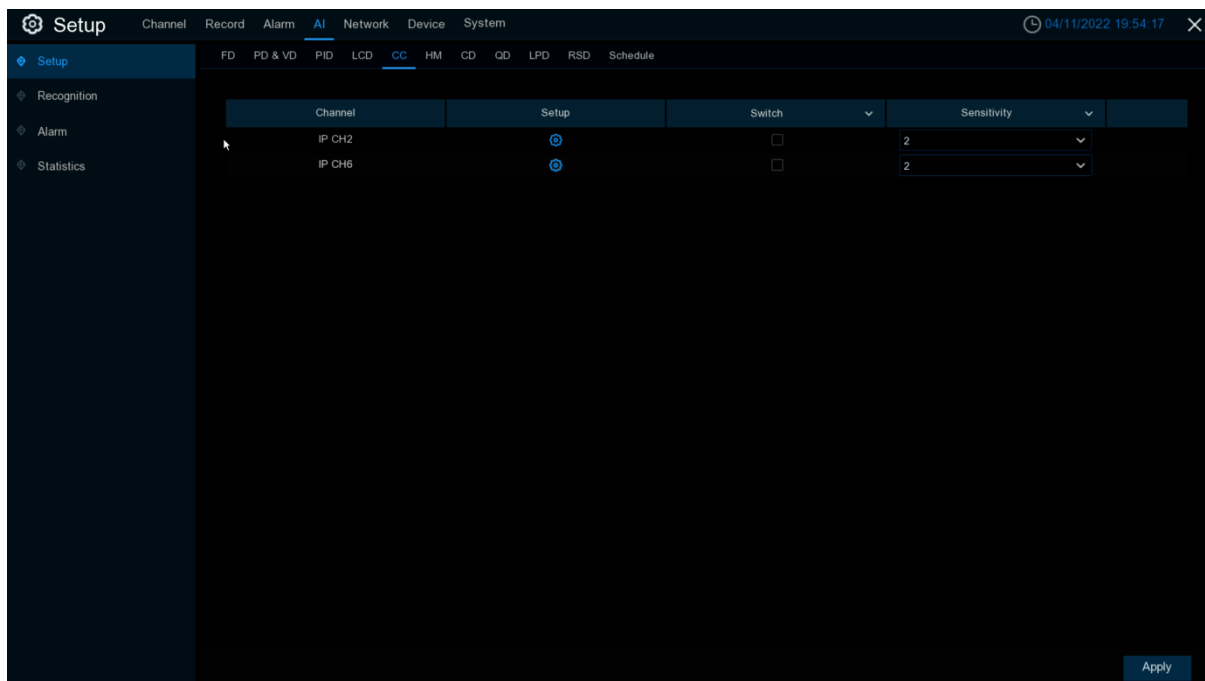 Setup Channel Record Alarm AI Network Device System 04/11/2022 19:54:17
Setup FD PD & VD PID LCD CC HM CD QD LPD RSD Schedule
Recognition
Alarm
Statistics
Channel Setup Switch Sensitivity
IP CH2 2
IP CH6 2
Apply